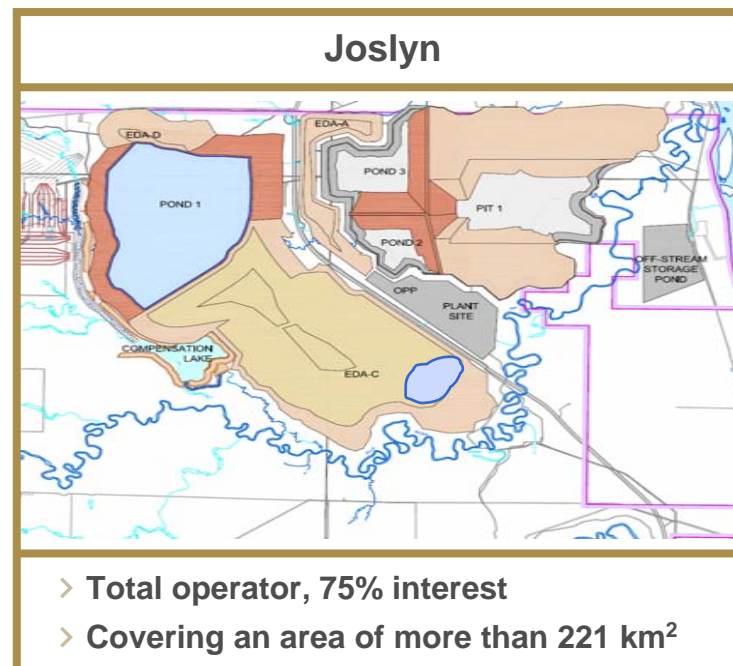 Joslyn
EDA-D
EDA-A
POND 3
POND 1
PIT 1
POND 2
OFF-STREAM
STORAGE
POND
OPP
PLANT
SITE
COMPENSATION
LAKE
EDA-C
> Total operator, 75% interest
> Covering an area of more than 221 km²